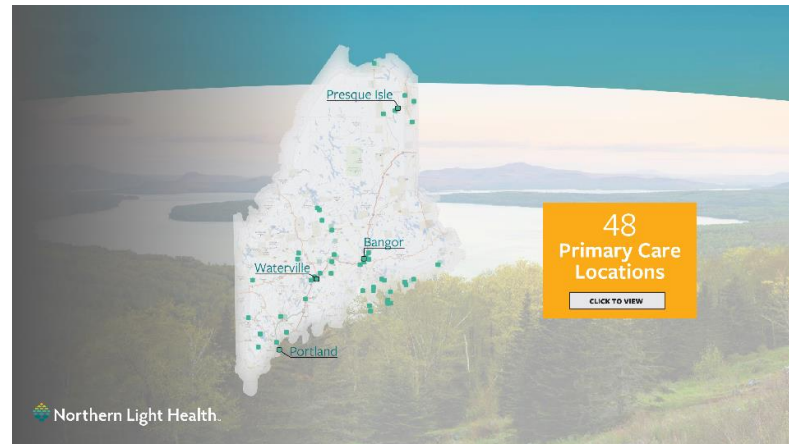 Presque Isle
48
Primary Care
Locations
CLICK TO VIEW
Bangor
Waterville
Portland
Northern Light Health